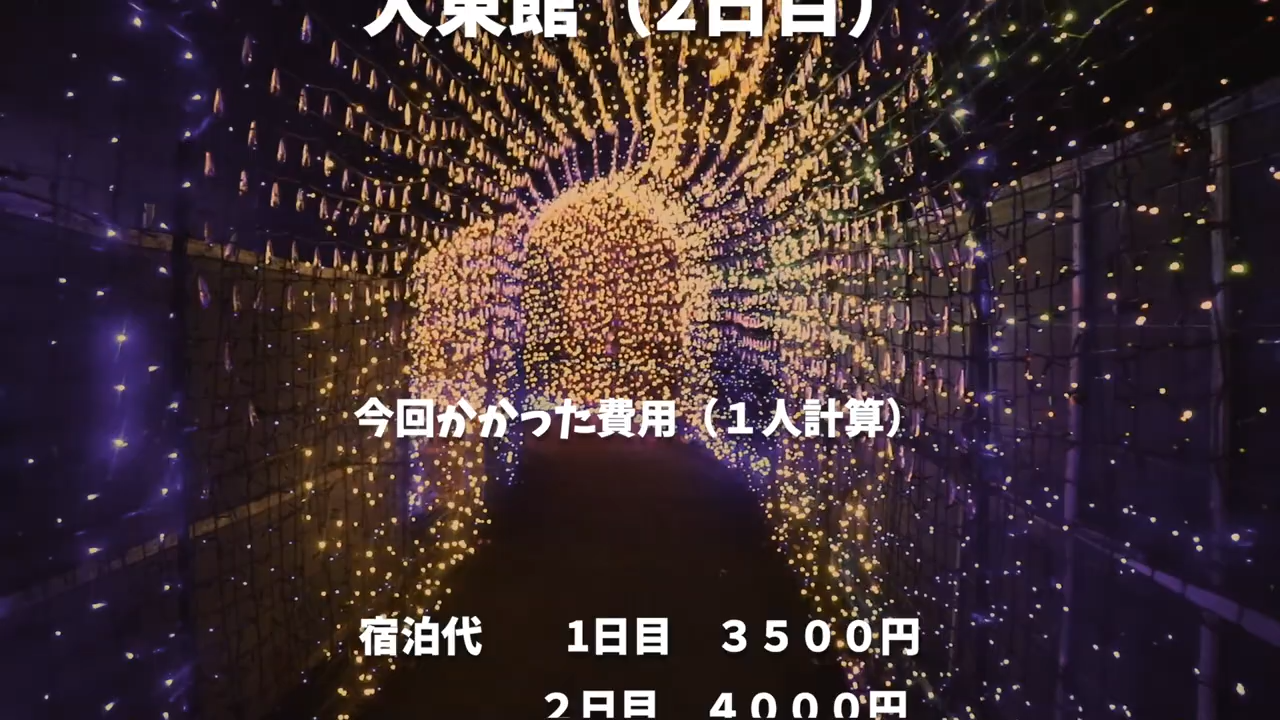 大東館（2日目）
今回かかった費用（１人計算）
宿泊代　　1日目　３５００円
２日目　４０００円